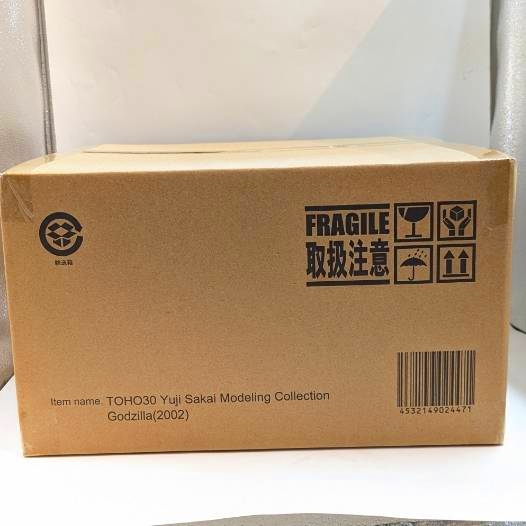 FRAGILE
取扱注意
Item name. TOHO30 Yuji Sakai Modeling Collection
Godzilla(2002)
4532149024471